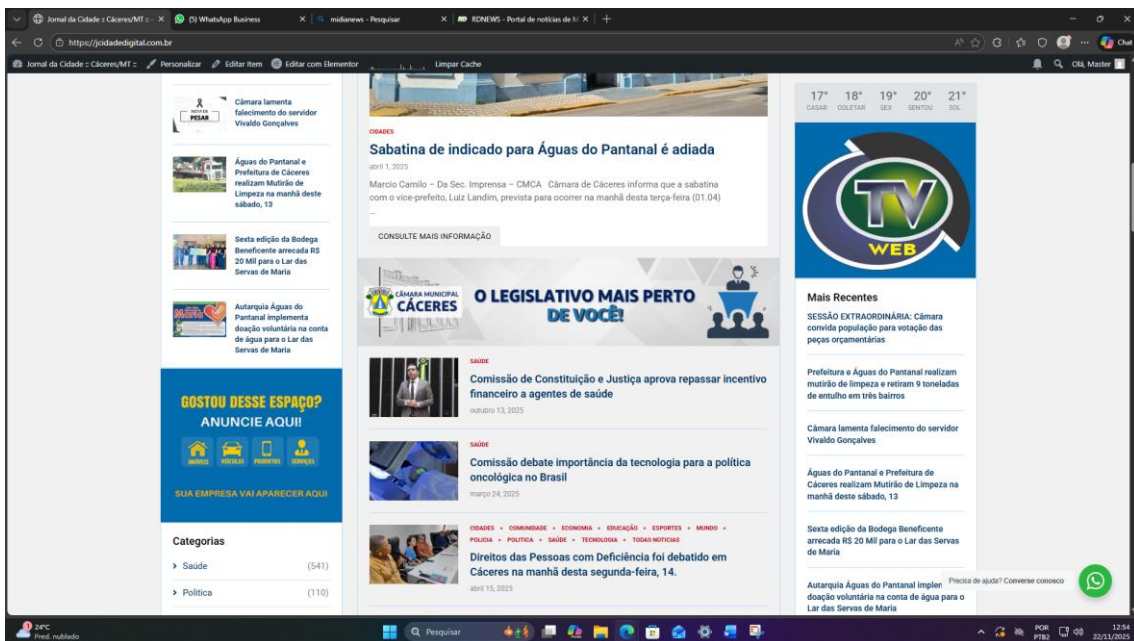 Jornal da Cidade :: Cáceres/MT ::
(5) WhatsApp Business
midianews - Pesquisar
RDNEWS - Portal de notícias de M
https://jcidadedigital.com.br
Chat
Jornal da Cidade :: Cáceres/MT ::
Personalizar
Editar Item
Editar com Elementor
Limpar Cache
Olá, Master
NOTA DE
PESAR
Câmara lamenta
falecimento do servidor
Vivaldo Gonçalves
Águas do Pantanal e
Prefeitura de Cáceres
realizam Mutirão de
Limpeza na manhã deste
sábado, 13
Sexta edição da Bodega
Beneficente arrecada R$
20 Mil para o Lar das
Servas de Maria
Autarquia Águas do
Pantanal implementa
doação voluntária na conta
de água para o Lar das
Servas de Maria
GOSTOU DESSE ESPAÇO?
ANUNCIE AQUI!
IMÓVEIS
VEÍCULOS
PRODUTOS
SERVIÇOS
SUA EMPRESA VAI APARECER AQUI
Categorias
Saúde (541)
Politica (110)
CIDADES
Sabatina de indicado para Águas do Pantanal é adiada
abril 1, 2025
Marcio Camilo – Da Sec. Imprensa – CMCA Câmara de Cáceres informa que a sabatina
com o vice-prefeito, Luiz Landim, prevista para ocorrer na manhã desta terça-feira (01.04)
...
CONSULTE MAIS INFORMAÇÃO
CÂMARA MUNICIPAL
CÁCERES
O LEGISLATIVO MAIS PERTO
DE VOCÊ!
SAÚDE
Comissão de Constituição e Justiça aprova repassar incentivo
financeiro a agentes de saúde
outubro 13, 2025
SAÚDE
Comissão debate importância da tecnologia para a política
oncológica no Brasil
março 24, 2025
CIDADES • COMUNIDADE • ECONOMIA • EDUCAÇÃO • ESPORTES • MUNDO •
POLICIA • POLITICA • SAÚDE • TECNOLOGIA • TODAS NOTICIAS
Direitos das Pessoas com Deficiência foi debatido em
Cáceres na manhã desta segunda-feira, 14.
abril 15, 2025
17° 18° 19° 20° 21°
CASAR COLETAR SEX SENTOU SOL
TV
WEB
Mais Recentes
SESSÃO EXTRAORDINÁRIA: Câmara
convida população para votação das
peças orçamentárias
Prefeitura e Águas do Pantanal realizam
mutirão de limpeza e retiram 9 toneladas
de entulho em três bairros
Câmara lamenta falecimento do servidor
Vivaldo Gonçalves
Águas do Pantanal e Prefeitura de
Cáceres realizam Mutirão de Limpeza na
manhã deste sábado, 13
Sexta edição da Bodega Beneficente
arrecada R$ 20 Mil para o Lar das Servas
de Maria
Autarquia Águas do Pantanal implen
doação voluntária na conta de água para o
Lar das Servas de Maria
Precisa de ajuda? Converse conosco
24°C
Pred. nublado
Pesquisar
POR
PTB2
12:54
22/11/2025